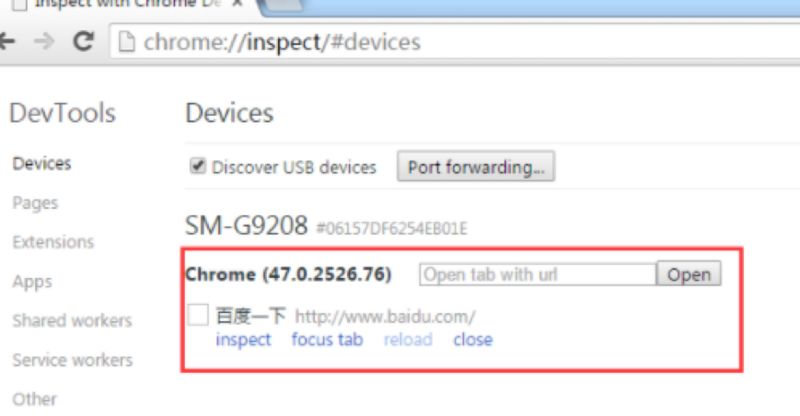 Inspect with Chrome De
chrome://inspect/#devices
DevTools
Devices
Pages
Extensions
Apps
Shared workers
Service workers
Other
Devices
Discover USB devices
Port forwarding...
SM-G9208 #06157DF6254EB01E
Chrome (47.0.2526.76) Open tab with url Open
百度一下 http://www.baidu.com/
inspect focus tab reload close